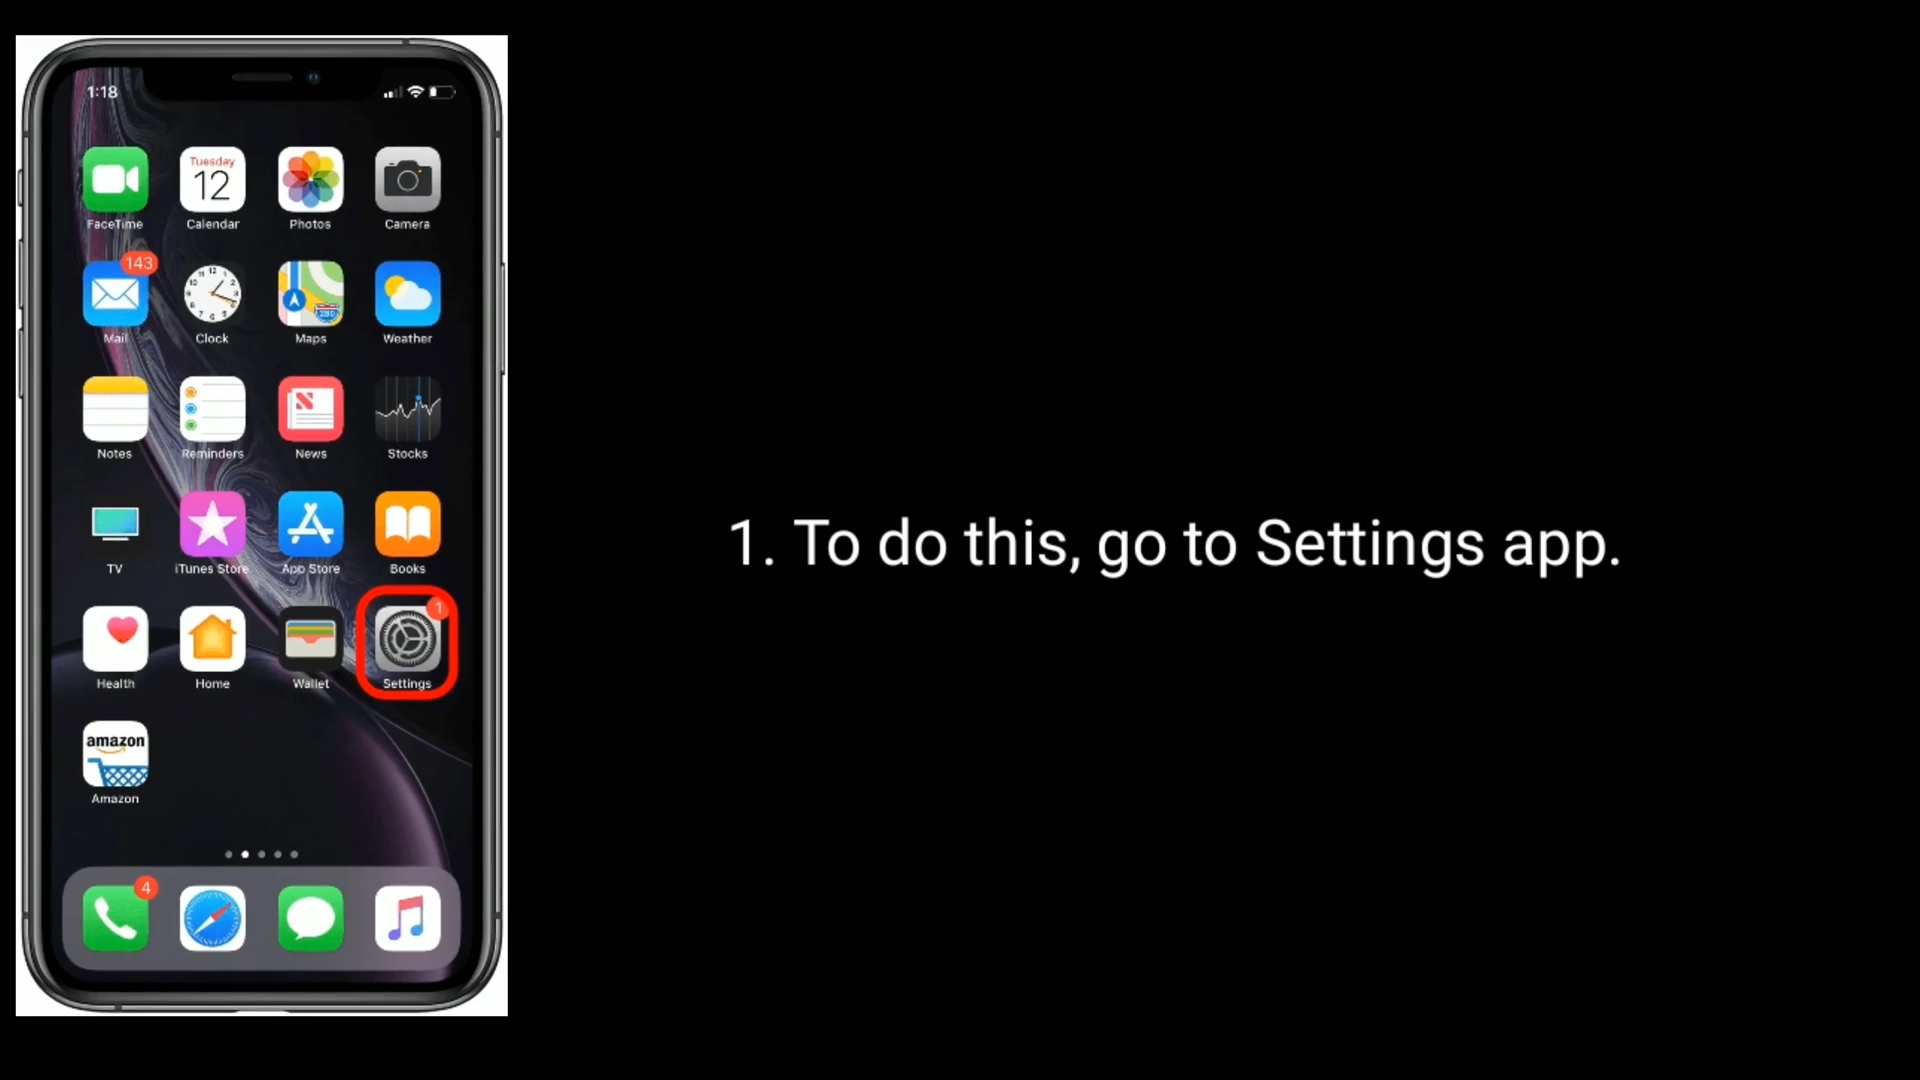 1:18
Tuesday
12
FaceTime
Calendar
Photos
Camera
143
280
Mail
Clock
Maps
Weather
Notes
Reminders
News
Stocks
TV
iTunes Store
App Store
Books
1
Health
Home
Wallet
Settings
amazon
Amazon
4
1. To do this, go to Settings app.